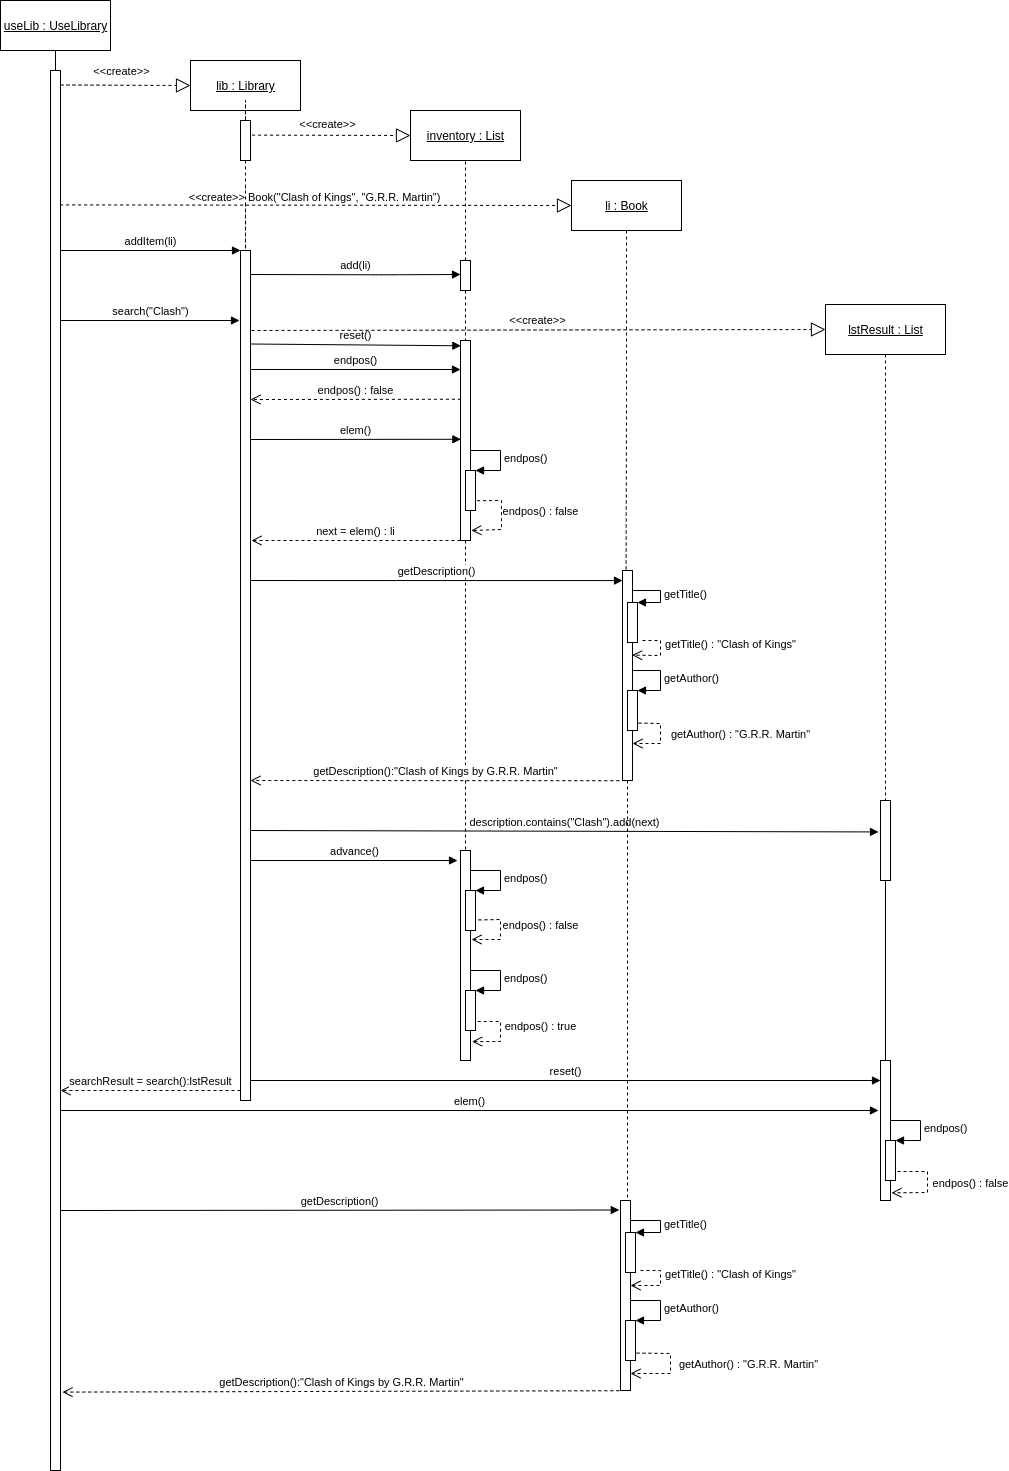 useLib : UseLibrary
<<create>>
lib : Library
<<create>>
inventory : List
<<create>> Book("Clash of Kings", "G.R.R. Martin")
li : Book
addItem(li)
add(li)
search("Clash")
<<create>>
lstResult : List
reset()
endpos()
endpos() : false
elem()
endpos()
endpos() : false
next = elem() : li
getDescription()
getTitle()
getTitle() : "Clash of Kings"
getAuthor()
getAuthor() : "G.R.R. Martin"
getDescription():"Clash of Kings by G.R.R. Martin"
description.contains("Clash").add(next)
advance()
endpos()
endpos() : false
endpos()
endpos() : true
reset()
searchResult = search():lstResult
elem()
endpos()
endpos() : false
getDescription()
getTitle()
getTitle() : "Clash of Kings"
getAuthor()
getAuthor() : "G.R.R. Martin"
getDescription():"Clash of Kings by G.R.R. Martin"